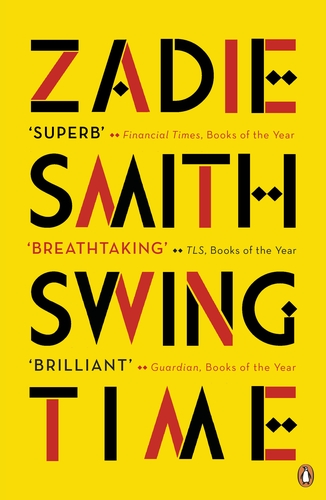 ZADIE
'SUPERB' ◆◆ Financial Times, Books of the Year
SMITH
'BREATHTAKING' ◆◆ TLS, Books of the Year
SWING
'BRILLIANT' ◆◆ Guardian, Books of the Year
TIME